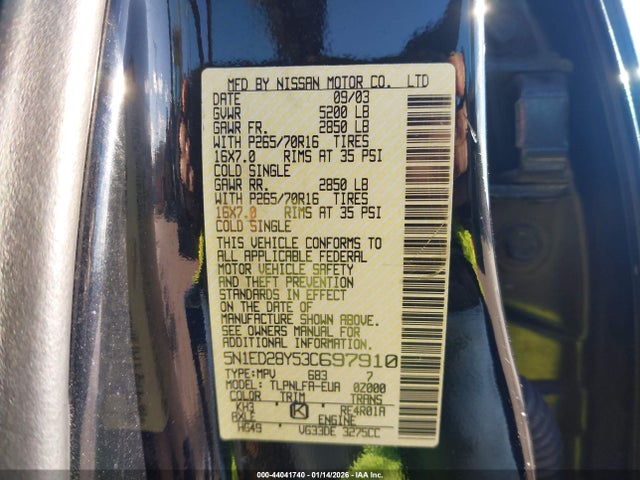 MFD BY NISSAN MOTOR CO. LTD
DATE 09/03
GVWR 5200 LB
GAWR FR. 2850 LB
WITH P265/70R16 TIRES
16X7.0 RIMS AT 35 PSI
COLD SINGLE
GAWR RR. 2850 LB
WITH P265/70R16 TIRES
16X7.0 RIMS AT 35 PSI
COLD SINGLE
THIS VEHICLE CONFORMS TO
ALL APPLICABLE FEDERAL
MOTOR VEHICLE SAFETY
AND THEFT PREVENTION
STANDARDS IN EFFECT
ON THE DATE OF
MANUFACTURE SHOWN ABOVE.
SEE OWNERS MANUAL FOR
ADDITIONAL INFORMATION.
5N1ED28Y53C697910
TYPE:MPV 683 7
MODEL: TLPNLFA-EUA 0Z000
COLOR TRIM TRANS
KH3 K RE4R01A
AXLE ENGINE
HG49 VG33DE 3275CC
000-44041740 | 01/14/2026 - IAA Inc.